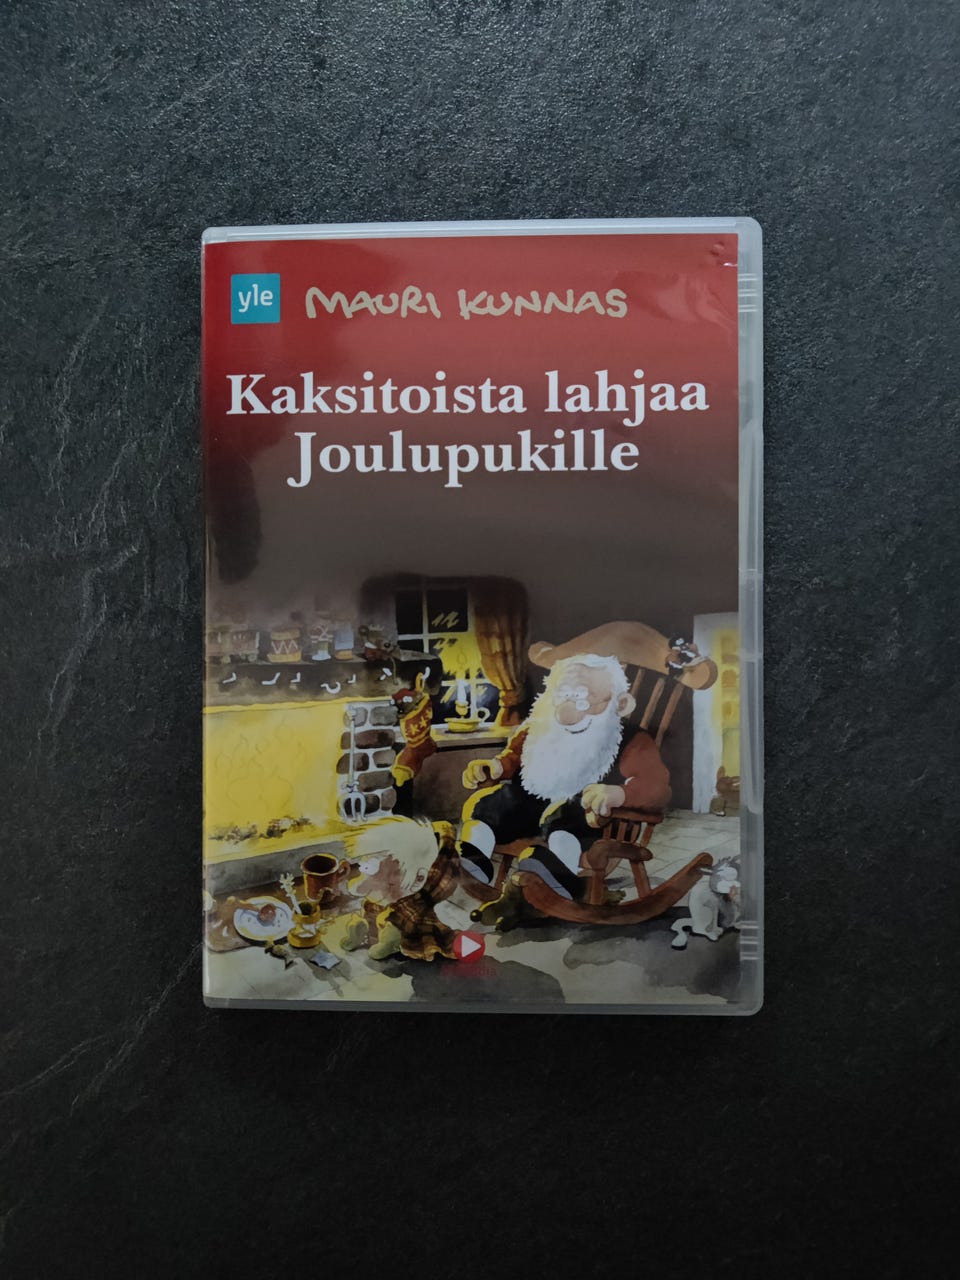 yle
MAURI KUNNAS
Kaksitoista lahjaa
Joulupukille